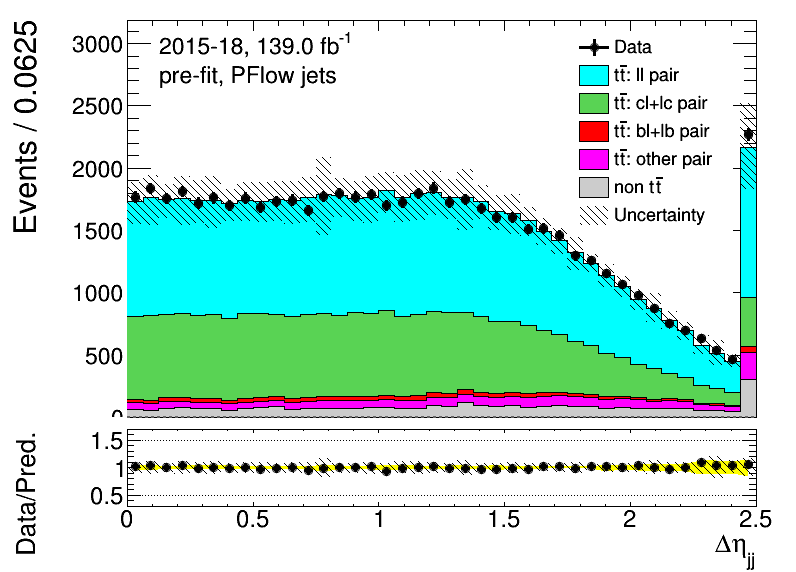 Events / 0.0625
3000
2500
2000
1500
1000
500
0
2015-18, 139.0 fb⁻¹
pre-fit, PFlow jets
Data
tt̄: ll pair
tt̄: cl+lc pair
tt̄: bl+lb pair
tt̄: other pair
non tt̄
Uncertainty
Data/Pred.
1.5
1
0.5
0 0.5 1 1.5 2 2.5
Δη_jj